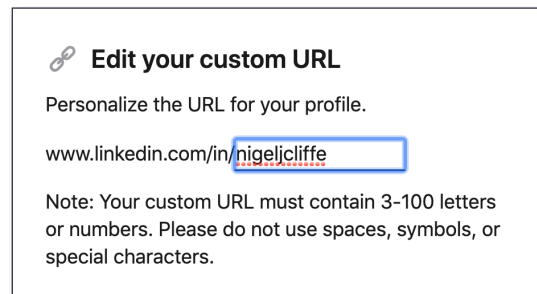 Edit your custom URL
Personalize the URL for your profile.
www.linkedin.com/in/nigeljcliffe
Note: Your custom URL must contain 3-100 letters
or numbers. Please do not use spaces, symbols, or
special characters.